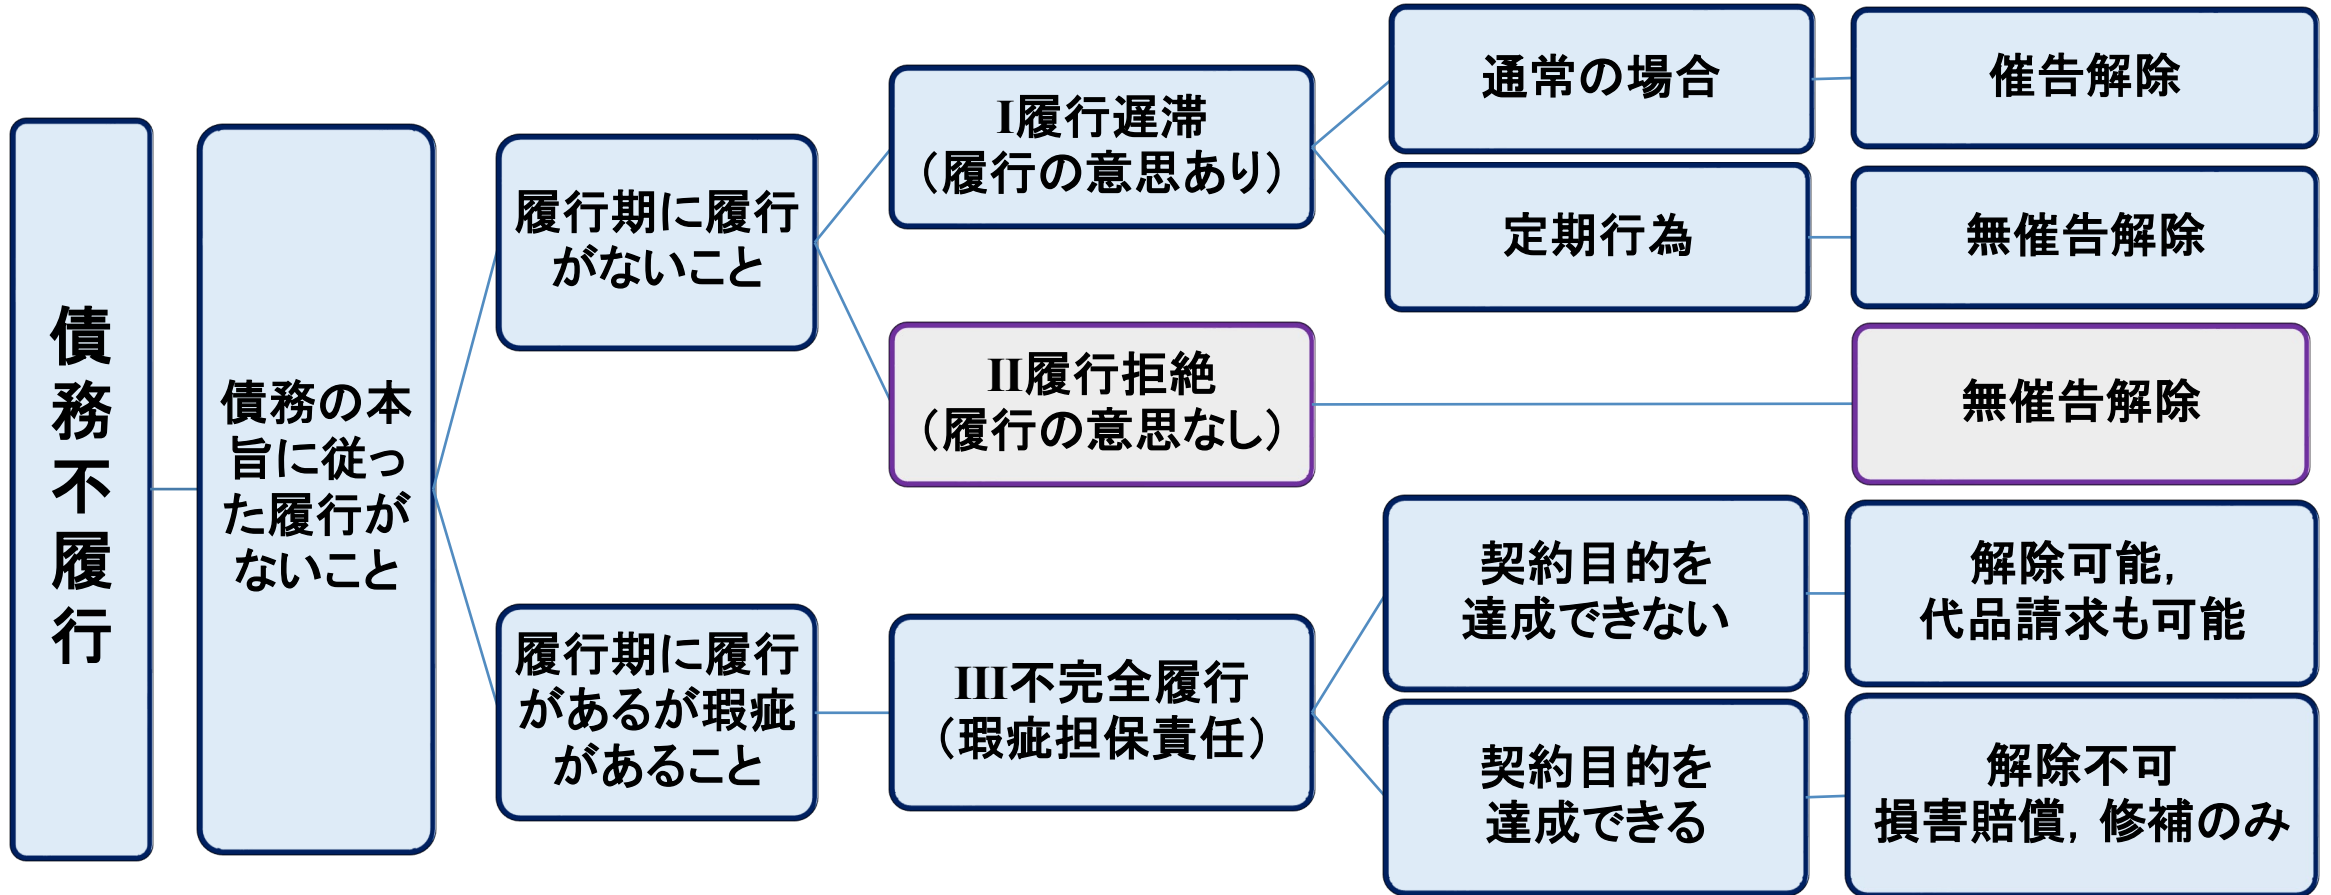 債務不履行
債務の本
旨に従っ
た履行が
ないこと
履行期に履行
がないこと
I履行遅滞
（履行の意思あり）
通常の場合
催告解除
定期行為
無催告解除
II履行拒絶
（履行の意思なし）
無催告解除
履行期に履行
があるが瑕疵
があること
III不完全履行
（瑕疵担保責任）
契約目的を
達成できない
解除可能，
代品請求も可能
契約目的を
達成できる
解除不可
損害賠償，修補のみ